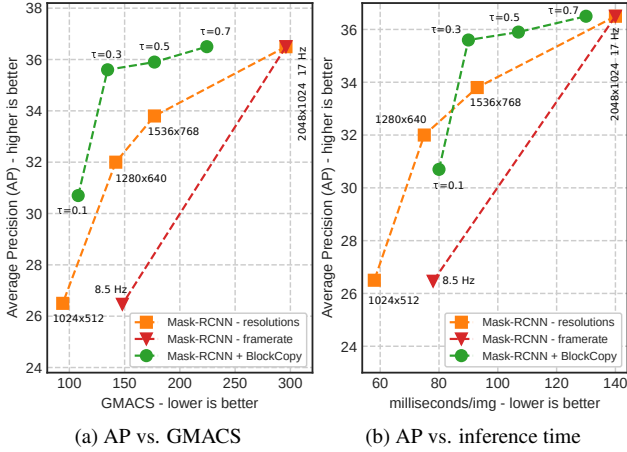 38
36
34
32
30
28
26
24
Average Precision (AP) - higher is better
τ=0.7
τ=0.5
τ=0.3
τ=0.1
1536x768
1280x640
1024x512
8.5 Hz
2048x1024 17 Hz
Mask-RCNN - resolutions
Mask-RCNN - framerate
Mask-RCNN + BlockCopy
100 150 200 250 300
GMACS - lower is better
(a) AP vs. GMACS
36
34
32
30
28
26
24
Average Precision (AP) - higher is better
τ=0.7
τ=0.5
τ=0.3
1536x768
1280x640
τ=0.1
8.5 Hz
1024x512
2048x1024 17 Hz
Mask-RCNN - resolutions
Mask-RCNN - framerate
Mask-RCNN + BlockCopy
60 80 100 120 140
milliseconds/img - lower is better
(b) AP vs. inference time